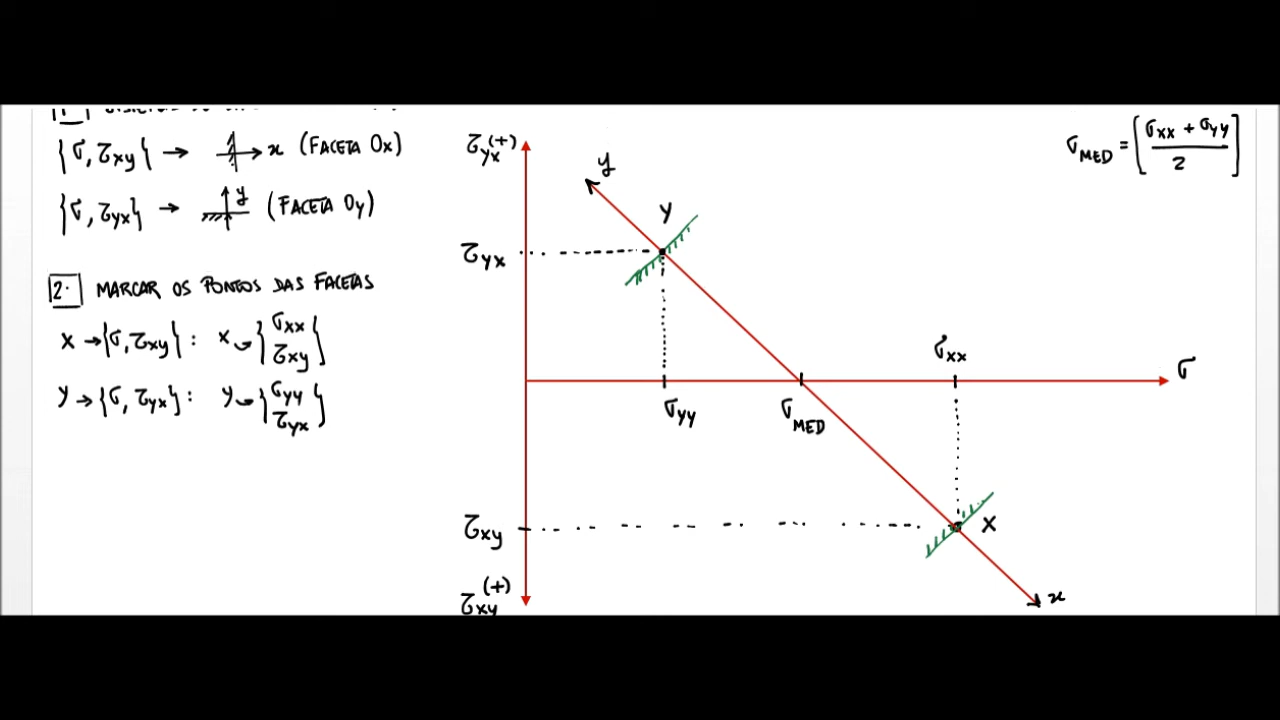 1.
{σ, τxy} → x (FACETA Ox)
{σ, τyx} → y (FACETA Oy)
2. MARCAR OS PONTOS DAS FACETAS
X → {σ, τxy} : X → {σxx τxy}
Y → {σ, τyx} : Y → {σyy τyx}
σMED = [(σxx + σyy)/2]
τyx (+)
y
Y
τyx
σxx
σ
σyy
σMED
τxy
X
τxy (+)
x